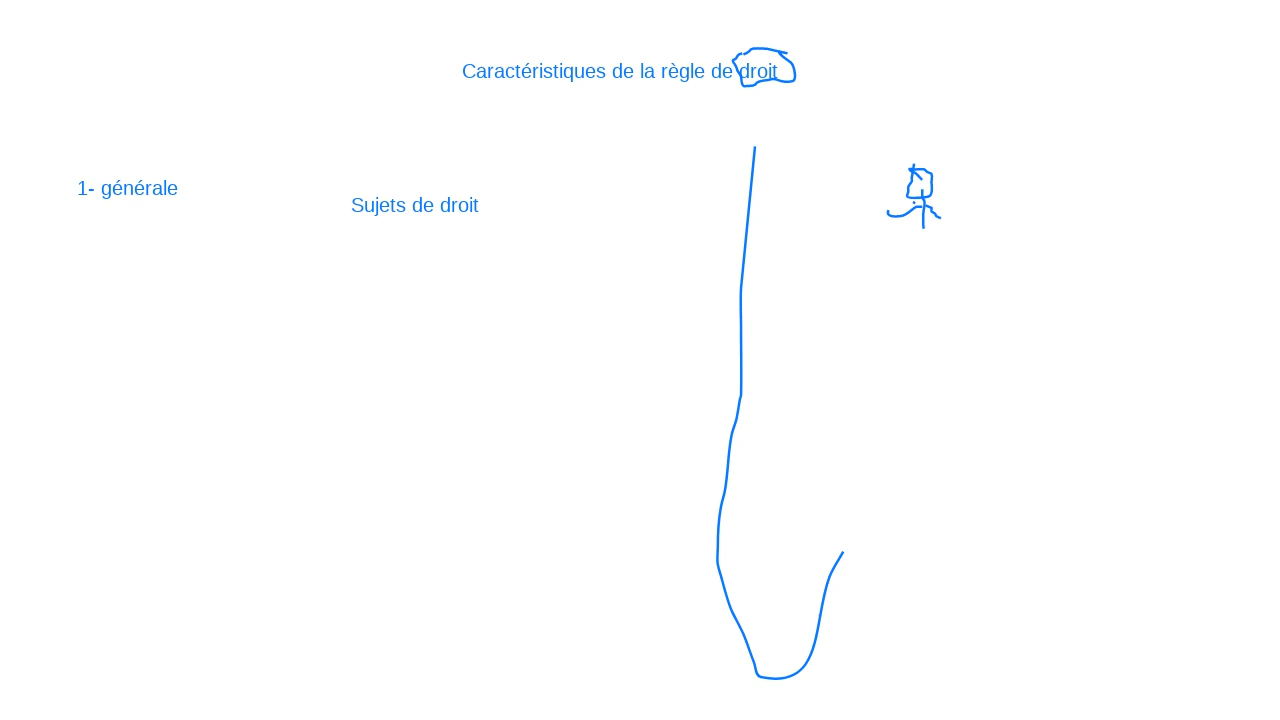 Caractéristiques de la règle de droit
1- générale
Sujets de droit